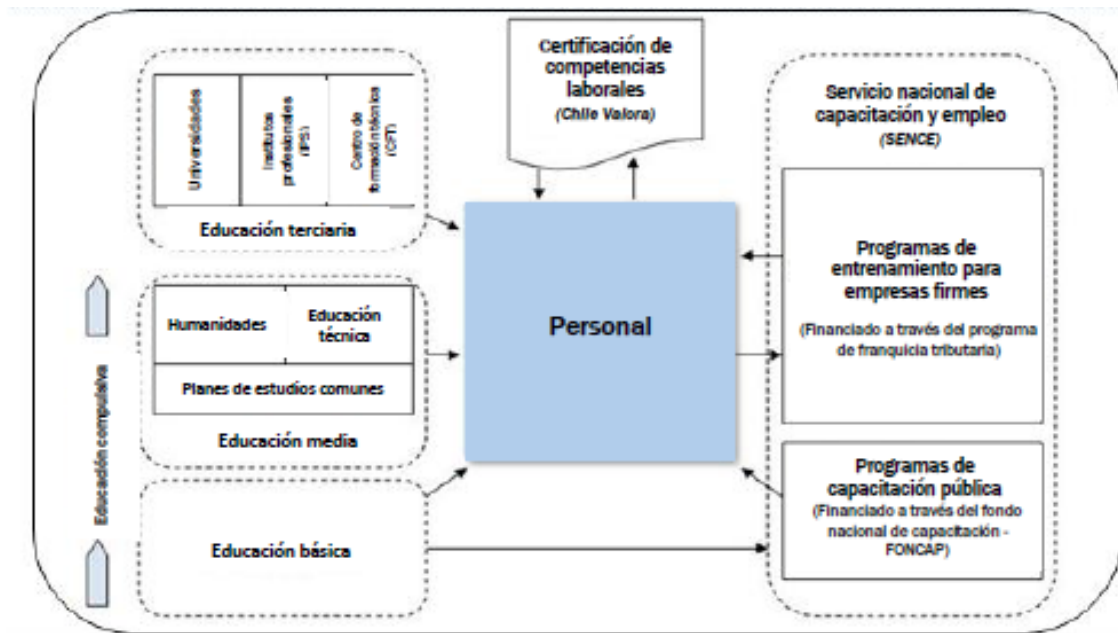 Universidades
Institutos
profesionales
(IPS)
Centro de
formación técnica
(CFT)
Educación terciaria
Certificación de
competencias
laborales
(Chile Valora)
Servicio nacional de
capacitación y empleo
(SENCE)
Programas de
entrenamiento para
empresas firmes
(Financiado a través del programa
de franquicia tributaria)
Personal
Humanidades
Educación
técnica
Planes de estudios comunes
Educación media
Educación compulsiva
Educación básica
Programas de
capacitación pública
(Financiado a través del fondo
nacional de capacitación -
FONCAP)